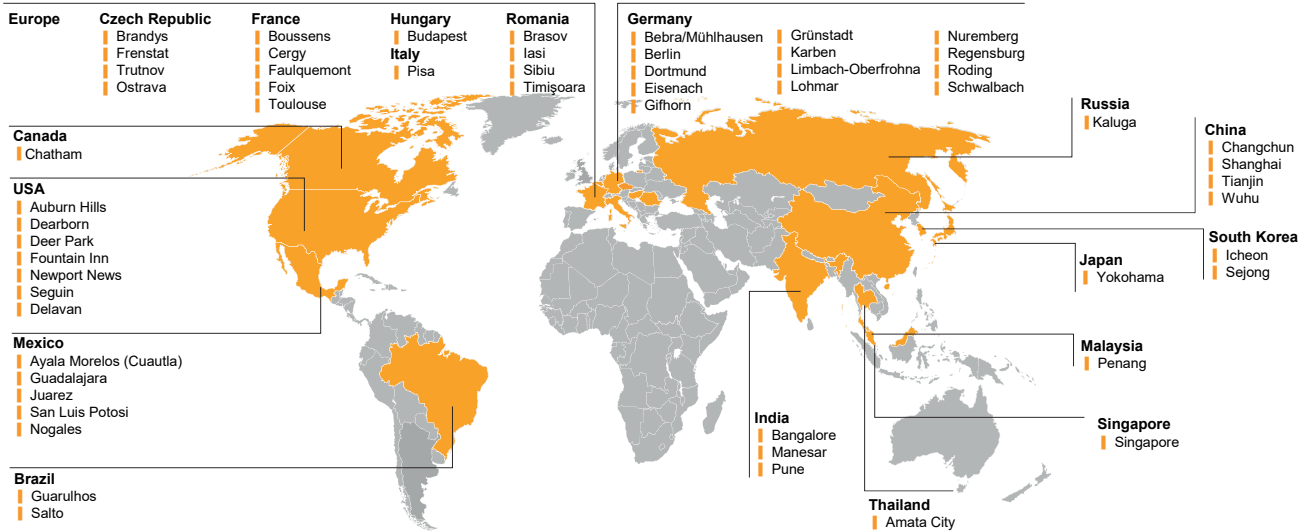 Europe
Czech Republic
Brandys
Frenstat
Trutnov
Ostrava
France
Boussens
Cergy
Faulquemont
Foix
Toulouse
Hungary
Budapest
Italy
Pisa
Romania
Brasov
Iasi
Sibiu
Timişoara
Germany
Bebra/Mühlhausen
Berlin
Dortmund
Eisenach
Gifhorn
Grünstadt
Karben
Limbach-Oberfrohna
Lohmar
Nuremberg
Regensburg
Roding
Schwalbach
Canada
Chatham
USA
Auburn Hills
Dearborn
Deer Park
Fountain Inn
Newport News
Seguin
Delavan
Mexico
Ayala Morelos (Cuautla)
Guadalajara
Juarez
San Luis Potosi
Nogales
Brazil
Guarulhos
Salto
Russia
Kaluga
China
Changchun
Shanghai
Tianjin
Wuhu
South Korea
Icheon
Sejong
Japan
Yokohama
Malaysia
Penang
Singapore
Singapore
India
Bangalore
Manesar
Pune
Thailand
Amata City